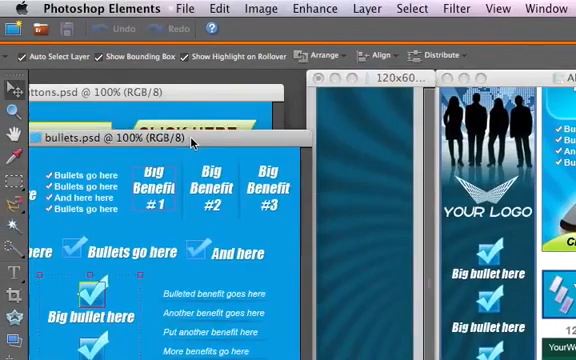 Photoshop Elements File Edit Image Enhance Layer Select Filter View Window
Undo Redo
Auto Select Layer Show Bounding Box Show Highlight on Rollover Arrange Align Distribute
ttons.psd @ 100% (RGB/8)
120x60...
CLICK HERE
bullets.psd @ 100% (RGB/8)
Bullets go here
Bullets go here
And here here
Bullets go here
Big Benefit #1
Big Benefit #2
Big Benefit #3
here
Bullets go here
And here
Big bullet here
Bulleted benefit goes here
Another benefit goes here
Put another benefit here
More benefits go here
YOUR LOGO
Big bullet here
Big bullet here
YourWe